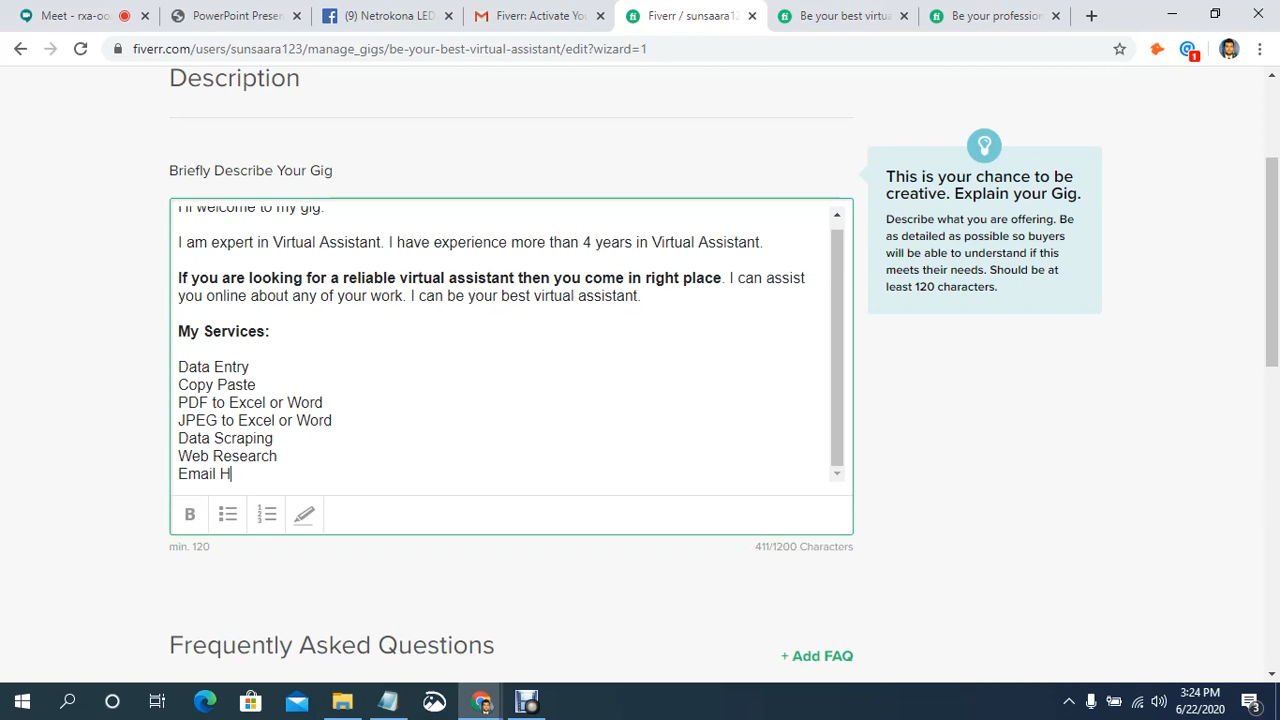 Meet - rxa-oo
PowerPoint Presen
(9) Netrokona LED
Fiverr: Activate Yo
Fiverr / sunsaara12
Be your best virtua
Be your profession
fiverr.com/users/sunsaara123/manage_gigs/be-your-best-virtual-assistant/edit?wizard=1
1
Description
Briefly Describe Your Gig
Hi welcome to my gig.
I am expert in Virtual Assistant. I have experience more than 4 years in Virtual Assistant.
If you are looking for a reliable virtual assistant then you come in right place. I can assist
you online about any of your work. I can be your best virtual assistant.
My Services:
Data Entry
Copy Paste
PDF to Excel or Word
JPEG to Excel or Word
Data Scraping
Web Research
Email H
B
min. 120
411/1200 Characters
This is your chance to be
creative. Explain your Gig.
Describe what you are offering. Be
as detailed as possible so buyers
will be able to understand if this
meets their needs. Should be at
least 120 characters.
Frequently Asked Questions
+ Add FAQ
3:24 PM
6/22/2020
3